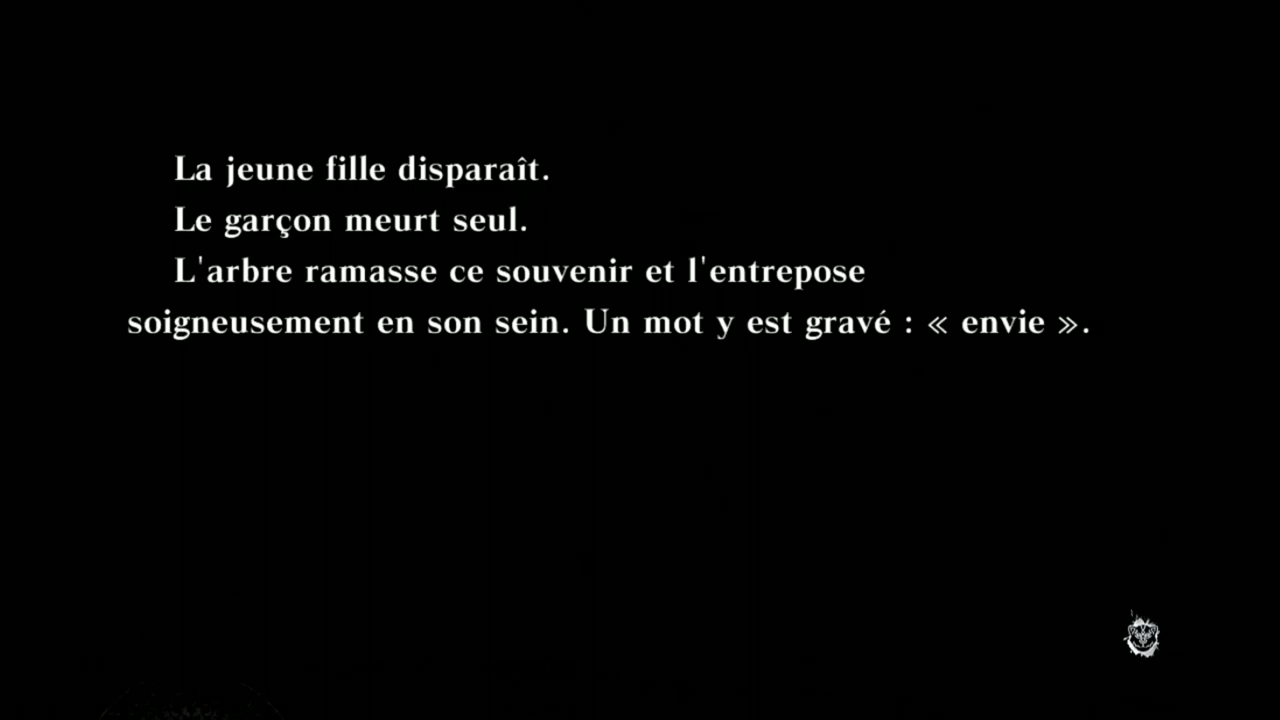 La jeune fille disparaît.
Le garçon meurt seul.
L'arbre ramasse ce souvenir et l'entrepose
soigneusement en son sein. Un mot y est gravé : « envie ».